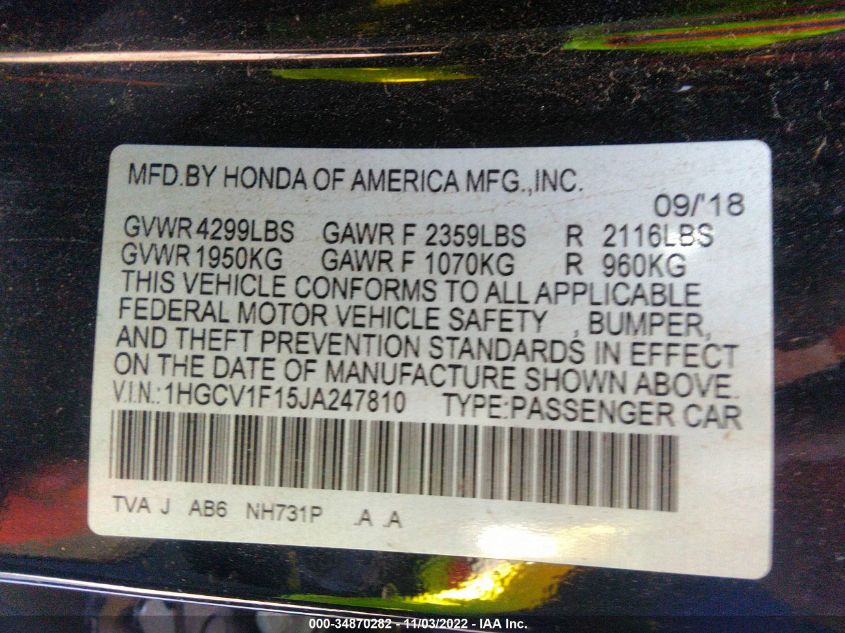 MFD.BY HONDA OF AMERICA MFG.,INC.
09/'18
GVWR 4299LBS GAWR F 2359LBS R 2116LBS
GVWR 1950KG GAWR F 1070KG R 960KG
THIS VEHICLE CONFORMS TO ALL APPLICABLE
FEDERAL MOTOR VEHICLE SAFETY , BUMPER,
AND THEFT PREVENTION STANDARDS IN EFFECT
ON THE DATE OF MANUFACTURE SHOWN ABOVE.
V.I.N.:1HGCV1F15JA247810 TYPE:PASSENGER CAR
TVA J AB6 NH731P .A .A
000-34870282 - 11/03/2022 - IAA Inc.